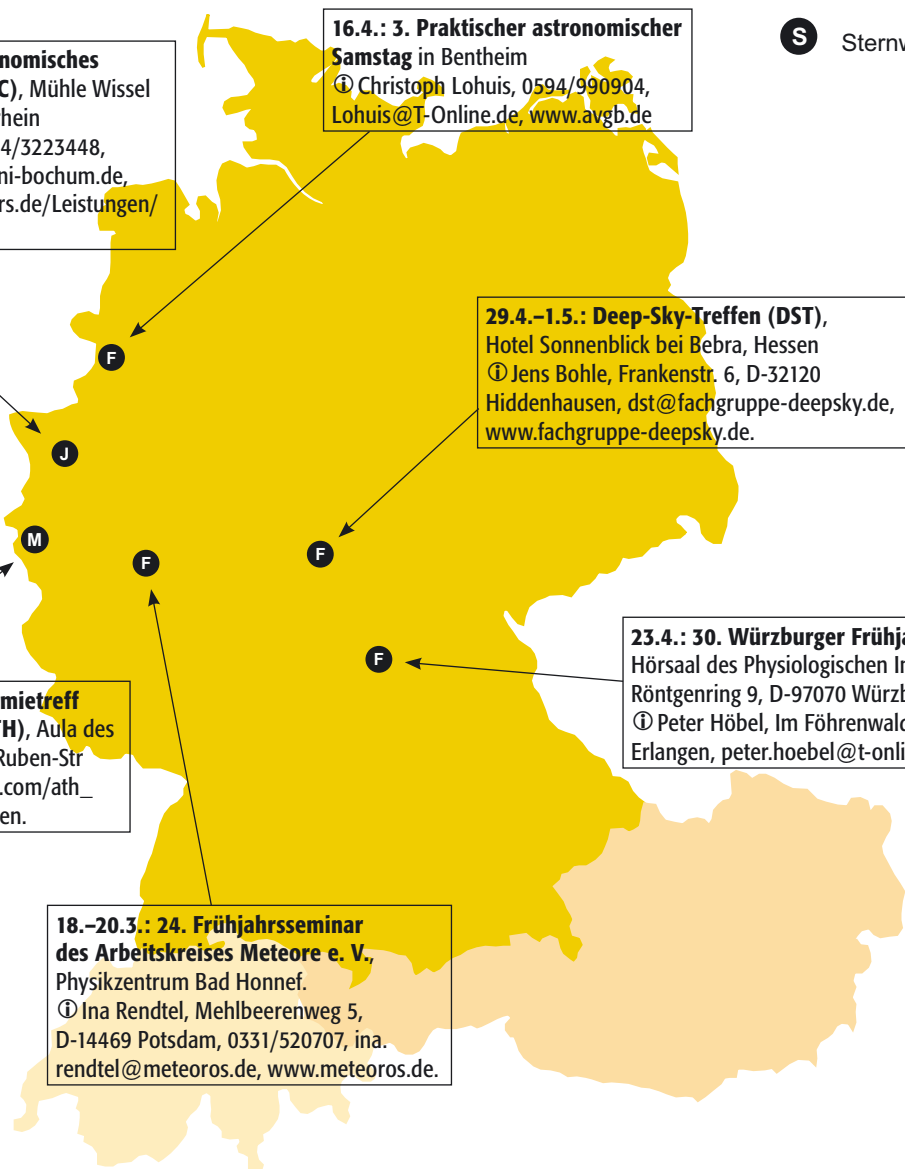 16.4.: 3. Praktischer astronomischer
Samstag in Bentheim
ⓘ Christoph Lohuis, 0594/990904,
Lohuis@T-Online.de, www.avgb.de
S
Sternw
nomisches
C), Mühle Wissel
hein
4/3223448,
ni-bochum.de,
rs.de/Leistungen/
F
29.4.–1.5.: Deep-Sky-Treffen (DST),
Hotel Sonnenblick bei Bebra, Hessen
ⓘ Jens Bohle, Frankenstr. 6, D-32120
Hiddenhausen, dst@fachgruppe-deepsky.de,
www.fachgruppe-deepsky.de.
J
M
F
F
F
23.4.: 30. Würzburger Frühja
Hörsaal des Physiologischen In
Röntgenring 9, D-97070 Würzb
ⓘ Peter Höbel, Im Föhrenwald
Erlangen, peter.hoebel@t-onli
mietreff
TH), Aula des
Ruben-Str
.com/ath_
en.
18.–20.3.: 24. Frühjahrsseminar
des Arbeitskreises Meteore e. V.,
Physikzentrum Bad Honnef.
ⓘ Ina Rendtel, Mehlbeerenweg 5,
D-14469 Potsdam, 0331/520707, ina.
rendtel@meteoros.de, www.meteoros.de.